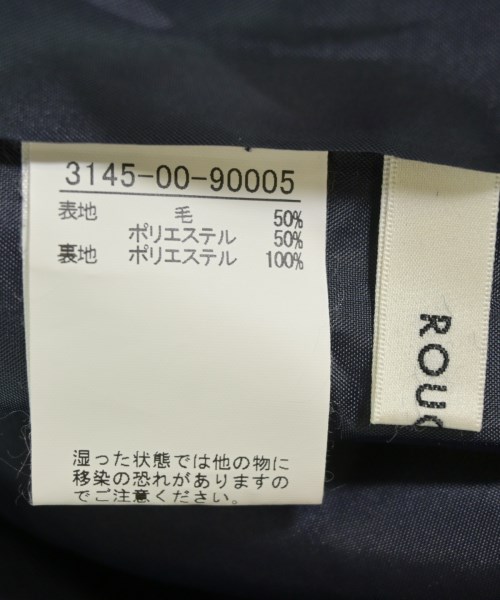 3145-00-90005
表地 毛 50%
ポリエステル 50%
裏地 ポリエステル 100%
湿った状態では他の物に
移染の恐れがありますの
でご注意ください。
ROU